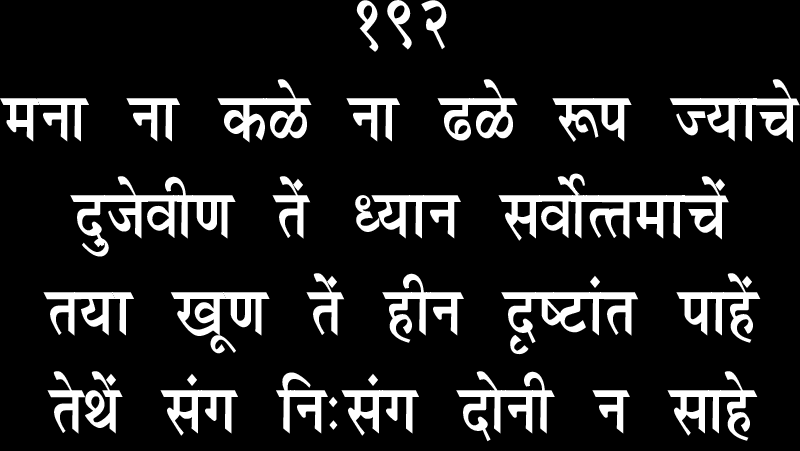 १९२
मना ना कळे ना ढळे रूप ज्याचे
दुजेवीण तें ध्यान सर्वोत्तमाचें
तया खूण तें हीन दृष्टांत पाहें
तेथें संग निःसंग दोनी न साहे